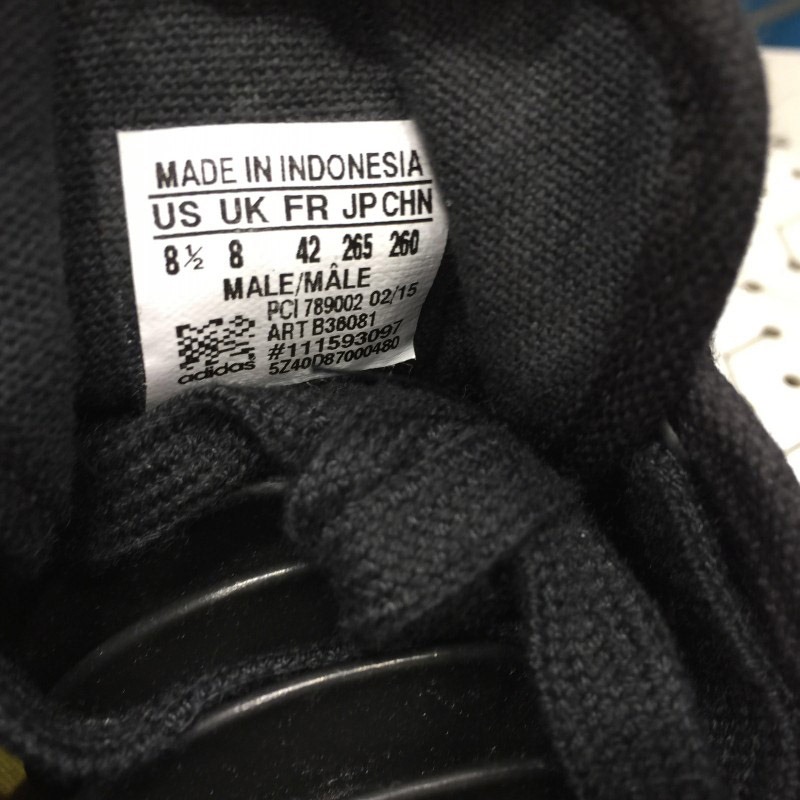 MADE IN INDONESIA
US UK FR JP CHN
8½ 8 42 265 260
MALE/MÂLE
PCI 789002 02/15
ART B36081
#111593097
adidas 5Z40D87000480